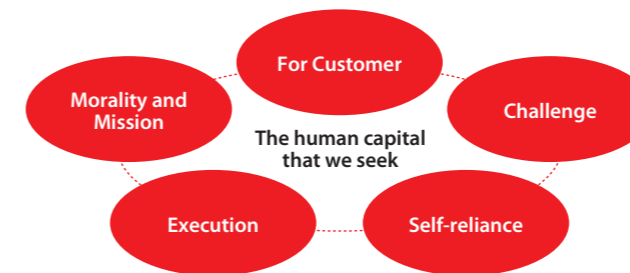 For Customer
Morality and
Mission
Challenge
The human capital
that we seek
Execution
Self-reliance